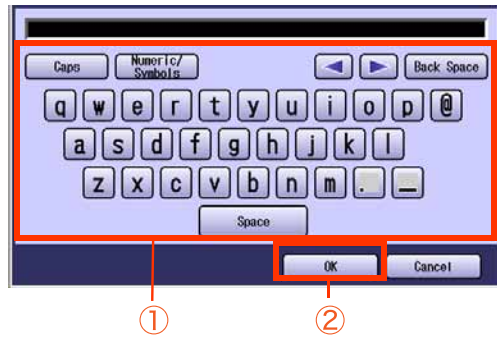 Caps Numeric/ Symbols ◀ ▶ Back Space
q w e r t y u i o p @
a s d f g h j k l
z x c v b n m . _
Space
OK Cancel
① ②